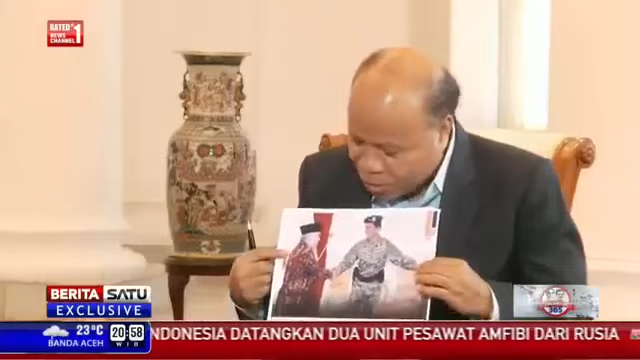 RATED #1
NEWS
CHANNEL
BERITA SATU
EXCLUSIVE
365
23°C
BANDA ACEH
20:58
WIB
INDONESIA DATANGKAN DUA UNIT PESAWAT AMFIBI DARI RUSIA